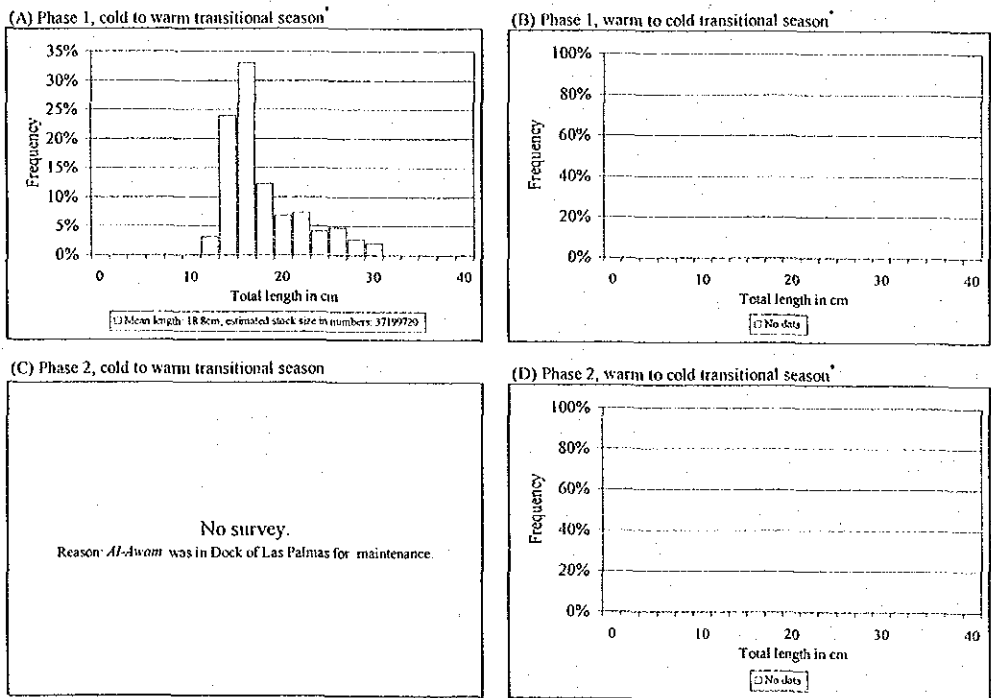 (A) Phase 1, cold to warm transitional season*
35%
30%
25%
20%
15%
10%
5%
0%
Frequency
0 10 20 30 40
Total length in cm
Mean length: 18.8cm, estimated stock size in numbers: 37199720
(B) Phase 1, warm to cold transitional season*
100%
80%
60%
40%
20%
0%
Frequency
0 10 20 30 40
Total length in cm
No data
(C) Phase 2, cold to warm transitional season
No survey.
Reason: Al-Awam was in Dock of Las Palmas for maintenance.
(D) Phase 2, warm to cold transitional season*
100%
80%
60%
40%
20%
0%
Frequency
0 10 20 30 40
Total length in cm
No data